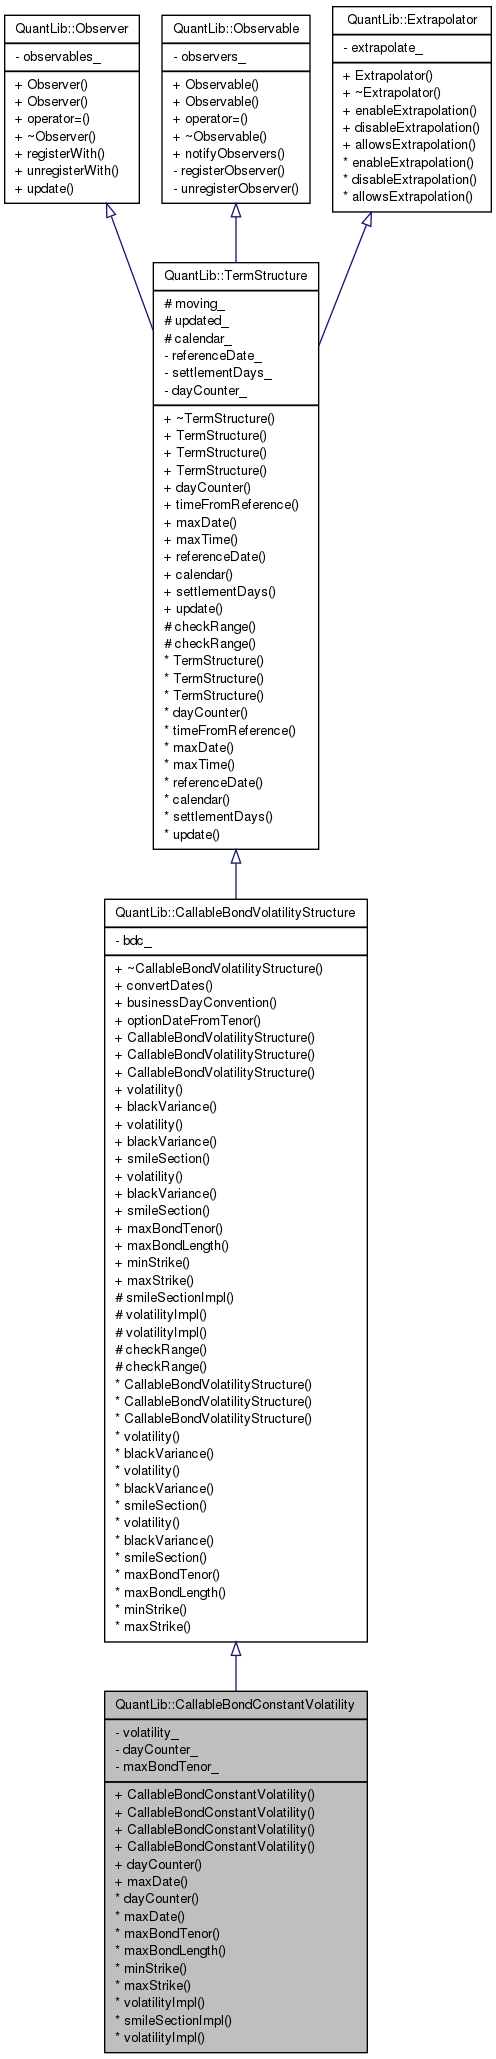 QuantLib::Observer
- observables_
+ Observer()
+ Observer()
+ operator=()
+ ~Observer()
+ registerWith()
+ unregisterWith()
+ update()
QuantLib::Observable
- observers_
+ Observable()
+ Observable()
+ operator=()
+ ~Observable()
+ notifyObservers()
- registerObserver()
- unregisterObserver()
QuantLib::Extrapolator
- extrapolate_
+ Extrapolator()
+ ~Extrapolator()
+ enableExtrapolation()
+ disableExtrapolation()
+ allowsExtrapolation()
* enableExtrapolation()
* disableExtrapolation()
* allowsExtrapolation()
QuantLib::TermStructure
# moving_
# updated_
# calendar_
- referenceDate_
- settlementDays_
- dayCounter_
+ ~TermStructure()
+ TermStructure()
+ TermStructure()
+ TermStructure()
+ dayCounter()
+ timeFromReference()
+ maxDate()
+ maxTime()
+ referenceDate()
+ calendar()
+ settlementDays()
+ update()
# checkRange()
# checkRange()
* TermStructure()
* TermStructure()
* TermStructure()
* dayCounter()
* timeFromReference()
* maxDate()
* maxTime()
* referenceDate()
* calendar()
* settlementDays()
* update()
QuantLib::CallableBondVolatilityStructure
- bdc_
+ ~CallableBondVolatilityStructure()
+ convertDates()
+ businessDayConvention()
+ optionDateFromTenor()
+ CallableBondVolatilityStructure()
+ CallableBondVolatilityStructure()
+ CallableBondVolatilityStructure()
+ volatility()
+ blackVariance()
+ volatility()
+ blackVariance()
+ smileSection()
+ volatility()
+ blackVariance()
+ smileSection()
+ maxBondTenor()
+ maxBondLength()
+ minStrike()
+ maxStrike()
# smileSectionImpl()
# volatilityImpl()
# volatilityImpl()
# checkRange()
# checkRange()
* CallableBondVolatilityStructure()
* CallableBondVolatilityStructure()
* CallableBondVolatilityStructure()
* volatility()
* blackVariance()
* volatility()
* blackVariance()
* smileSection()
* volatility()
* blackVariance()
* smileSection()
* maxBondTenor()
* maxBondLength()
* minStrike()
* maxStrike()
QuantLib::CallableBondConstantVolatility
- volatility_
- dayCounter_
- maxBondTenor_
+ CallableBondConstantVolatility()
+ CallableBondConstantVolatility()
+ CallableBondConstantVolatility()
+ CallableBondConstantVolatility()
+ dayCounter()
+ maxDate()
* dayCounter()
* maxDate()
* maxBondTenor()
* maxBondLength()
* minStrike()
* maxStrike()
* volatilityImpl()
* smileSectionImpl()
* volatilityImpl()